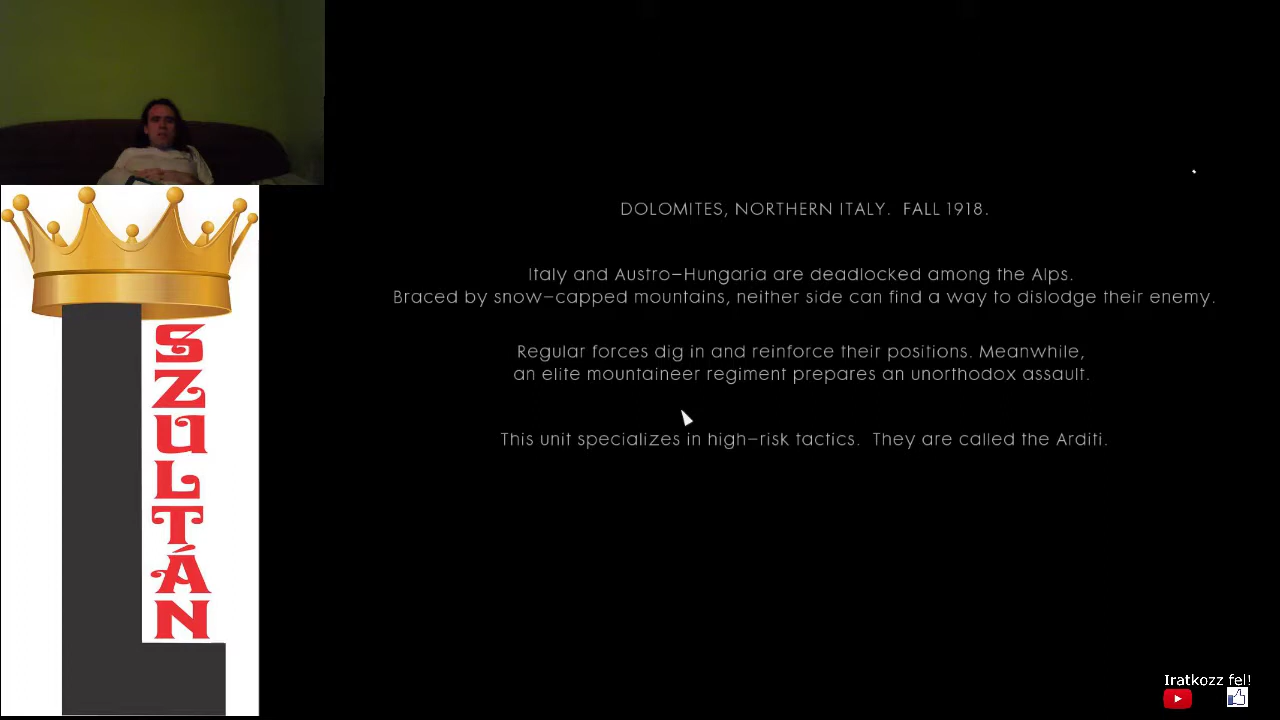 DOLOMITES, NORTHERN ITALY. FALL 1918.
Italy and Austro-Hungaria are deadlocked among the Alps.
Braced by snow-capped mountains, neither side can find a way to dislodge their enemy.
Regular forces dig in and reinforce their positions. Meanwhile,
an elite mountaineer regiment prepares an unorthodox assault.
This unit specializes in high-risk tactics. They are called the Arditi.
L
SZULTÁN
Iratkozz fel!